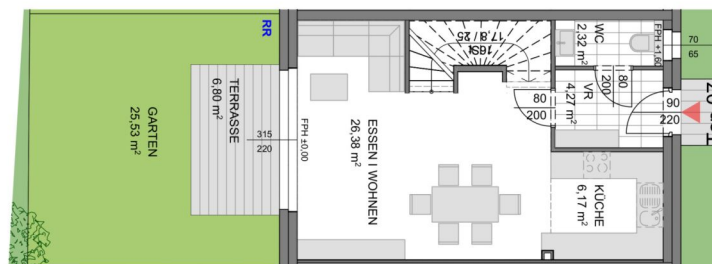 RR
GARTEN
25,53 m²
TERRASSE
6,80 m²
315
220
FPH ±0,00
ESSEN I WOHNEN
26,38 m²
16St
17,8 / 25
WC
2,32 m²
FPH +1,60
70
65
80
200
VR
4,27 m²
80
200
90
220
KÜCHE
6,17 m²